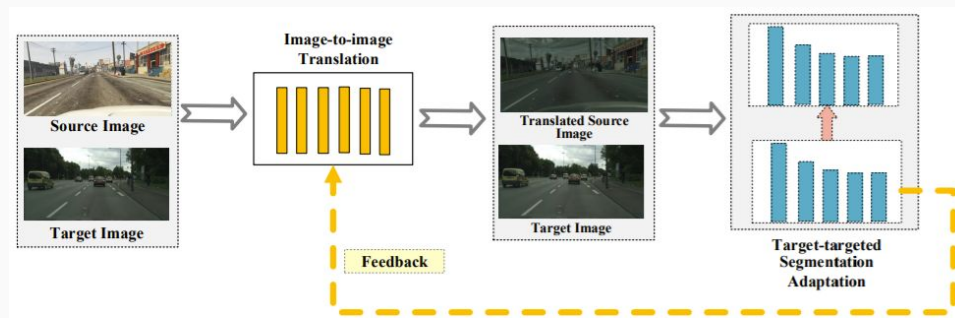 Image-to-image
Translation
Source Image
Target Image
Translated Source
Image
Target Image
Feedback
Target-targeted
Segmentation
Adaptation